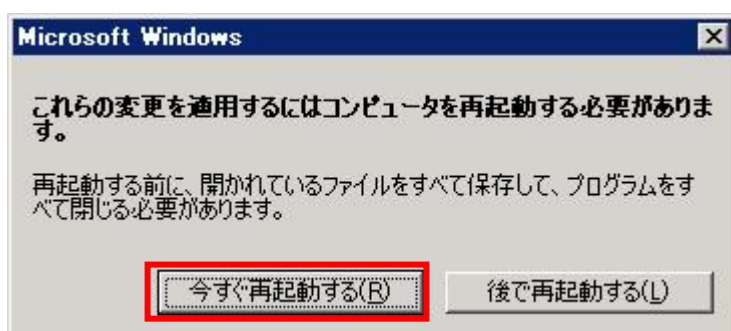 Microsoft Windows
これらの変更を適用するにはコンピュータを再起動する必要がありま
す。
再起動する前に、開かれているファイルをすべて保存して、プログラムをす
べて閉じる必要があります。
今すぐ再起動する(R)
後で再起動する(L)